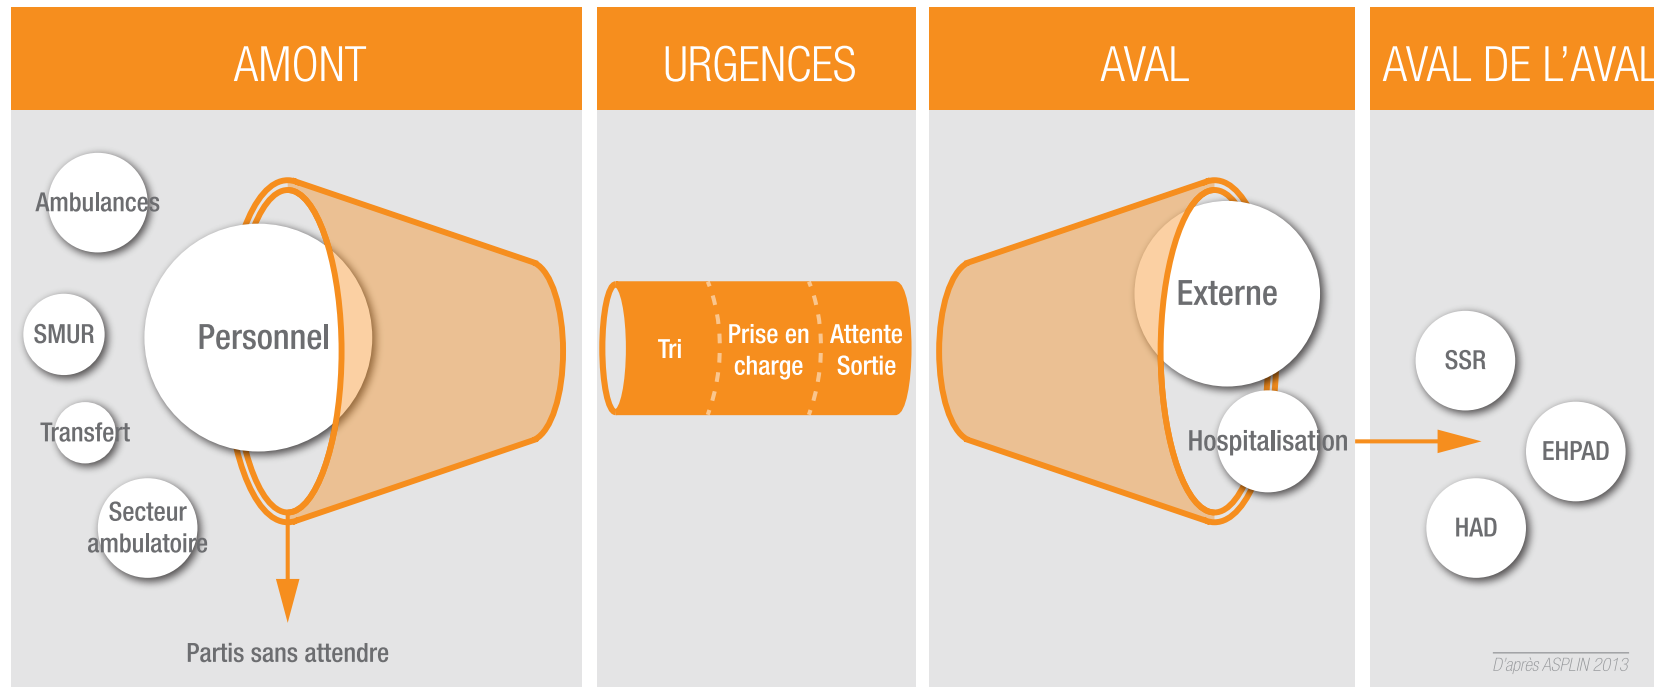 AMONT
URGENCES
AVAL
AVAL DE L'AVAL
Ambulances
SMUR
Personnel
Transfert
Secteur
ambulatoire
Partis sans attendre
Tri
Prise en
charge
Attente
Sortie
Externe
Hospitalisation
SSR
EHPAD
HAD
D'après ASPLIN 2013